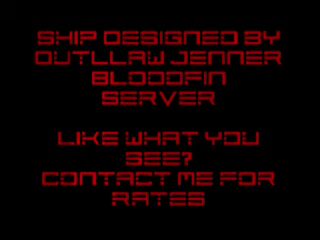 SHIP DESIGNED BY
OUTLLAW JENNER
BLOODFIN
SERVER
LIKE WHAT YOU
SEE?
CONTACT ME FOR
RATES